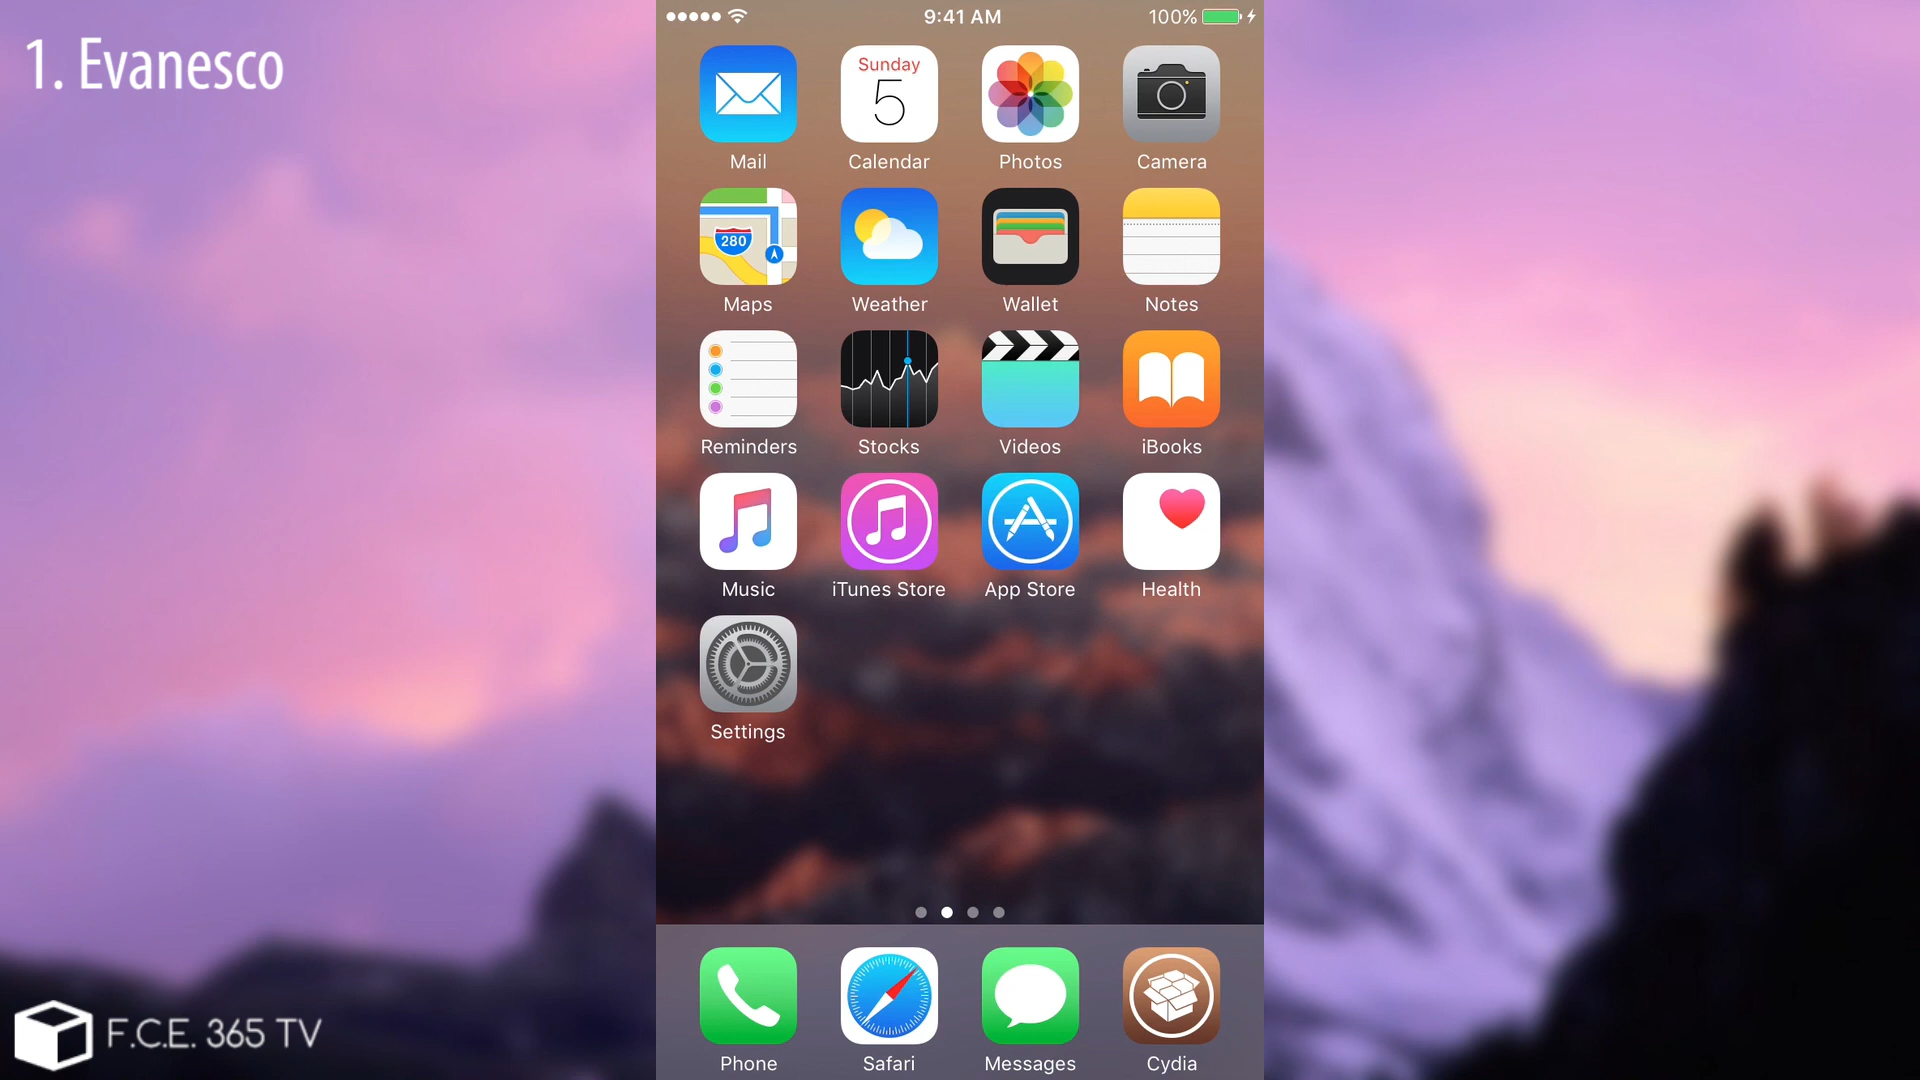 1. Evanesco
9:41 AM
100%
Sunday
5
Mail
Calendar
Photos
Camera
280
Maps
Weather
Wallet
Notes
Reminders
Stocks
Videos
iBooks
Music
iTunes Store
App Store
Health
Settings
Phone
Safari
Messages
Cydia
F.C.E. 365 TV